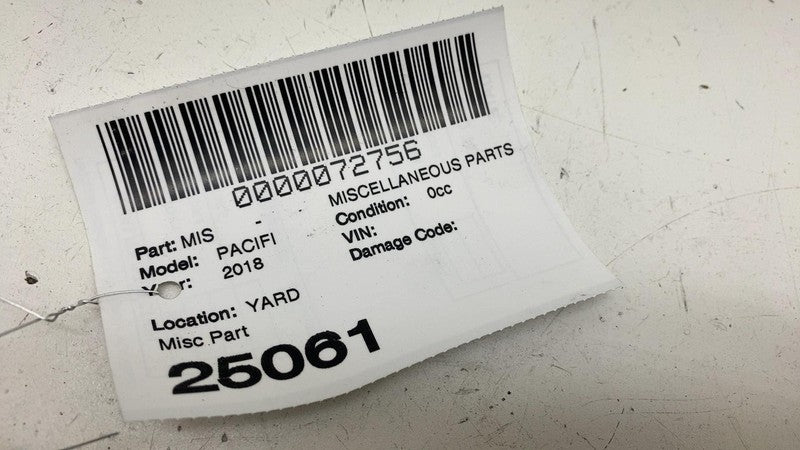 0000072756
Part: MIS - MISCELLANEOUS PARTS
Model: PACIFI Condition: 0cc
2018 VIN:
Damage Code:
Location: YARD
Misc Part
25061